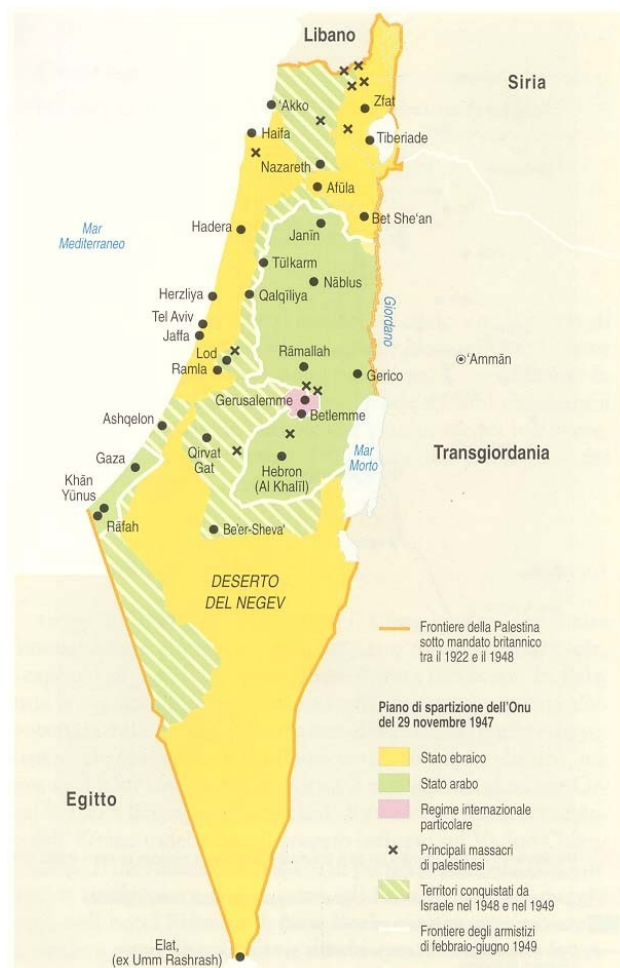 Libano
Siria
'Akko
Zfat
Haifa
Tiberiade
Nazareth
Afūla
Mar
Mediterraneo
Hadera
Bet She'an
Janīn
Tūlkarm
Nāblus
Herzliya
Qalqīliya
Giordano
Tel Aviv
Jaffa
Lod
Ramla
Rāmallah
Gerico
'Ammān
Gerusalemme
Betlemme
Ashqelon
Qirvat
Gat
Mar
Morto
Transgiordania
Gaza
Hebron
(Al Khalīl)
Khān
Yūnus
Rāfah
Be'er-Sheva'
DESERTO
DEL NEGEV
Frontiere della Palestina
sotto mandato britannico
tra il 1922 e il 1948
Piano di spartizione dell'Onu
del 29 novembre 1947
Stato ebraico
Stato arabo
Regime internazionale
particolare
Principali massacri
di palestinesi
Territori conquistati da
Israele nel 1948 e nel 1949
Frontiere degli armistizi
di febbraio-giugno 1949
Egitto
Elat,
(ex Umm Rashrash)